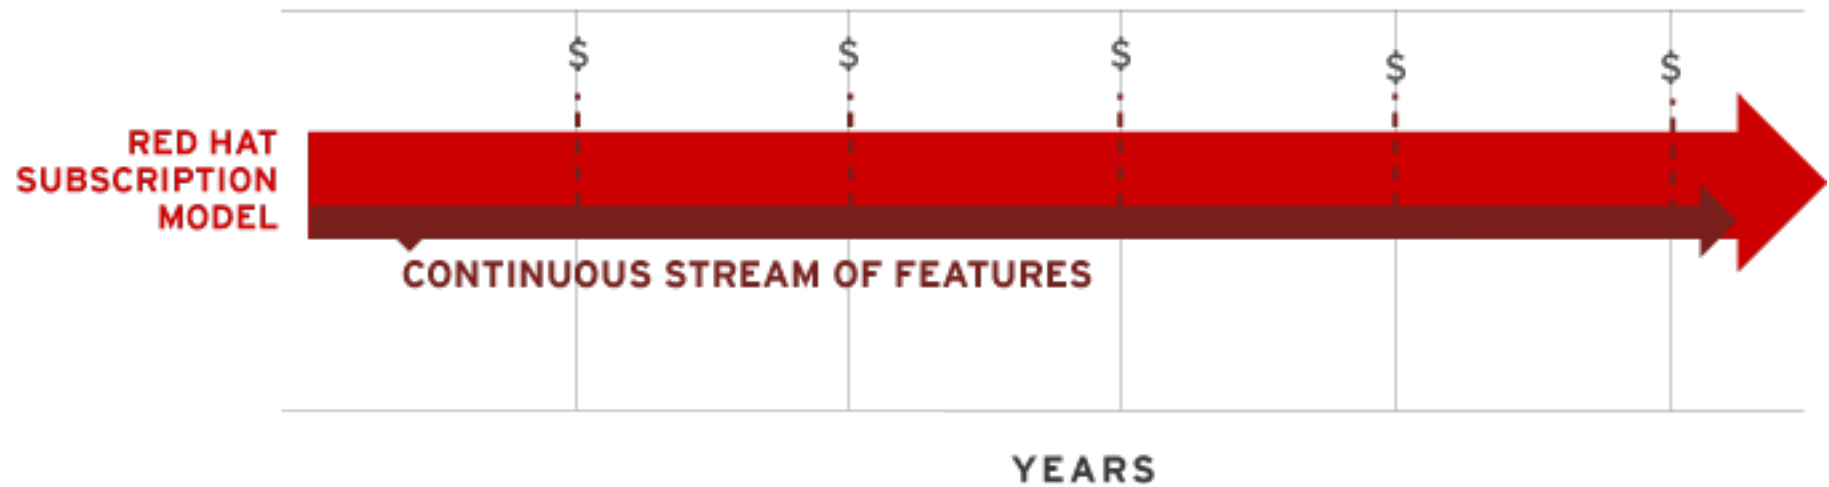 $ $ $ $ $
RED HAT
SUBSCRIPTION
MODEL
CONTINUOUS STREAM OF FEATURES
YEARS